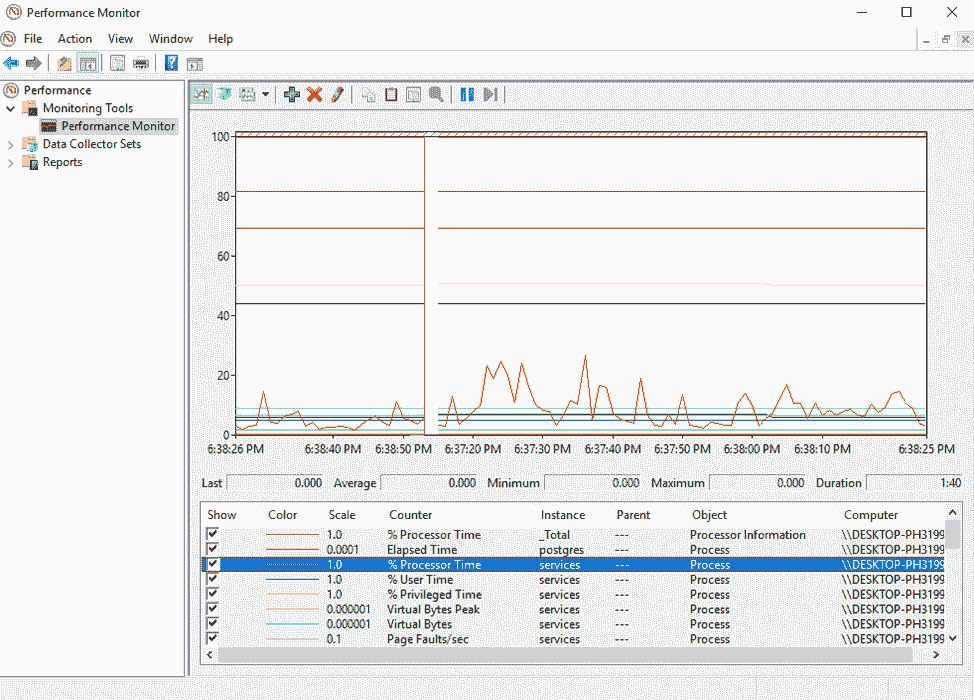 Performance Monitor
File Action View Window Help
Performance
Monitoring Tools
Performance Monitor
Data Collector Sets
Reports
100
80
60
40
20
0
6:38:26 PM 6:38:40 PM 6:38:50 PM 6:37:20 PM 6:37:30 PM 6:37:40 PM 6:37:50 PM 6:38:00 PM 6:38:10 PM 6:38:25 PM
Last 0.000 Average 0.000 Minimum 0.000 Maximum 0.000 Duration 1:40
Show Color Scale Counter Instance Parent Object Computer
1.0 % Processor Time _Total --- Processor Information \\DESKTOP-PH3199
0.0001 Elapsed Time postgres --- Process \\DESKTOP-PH3199
1.0 % Processor Time services --- Process \\DESKTOP-PH3199
1.0 % User Time services --- Process \\DESKTOP-PH3199
1.0 % Privileged Time services --- Process \\DESKTOP-PH3199
0.000001 Virtual Bytes Peak services --- Process \\DESKTOP-PH3199
0.000001 Virtual Bytes services --- Process \\DESKTOP-PH3199
0.1 Page Faults/sec services --- Process \\DESKTOP-PH3199